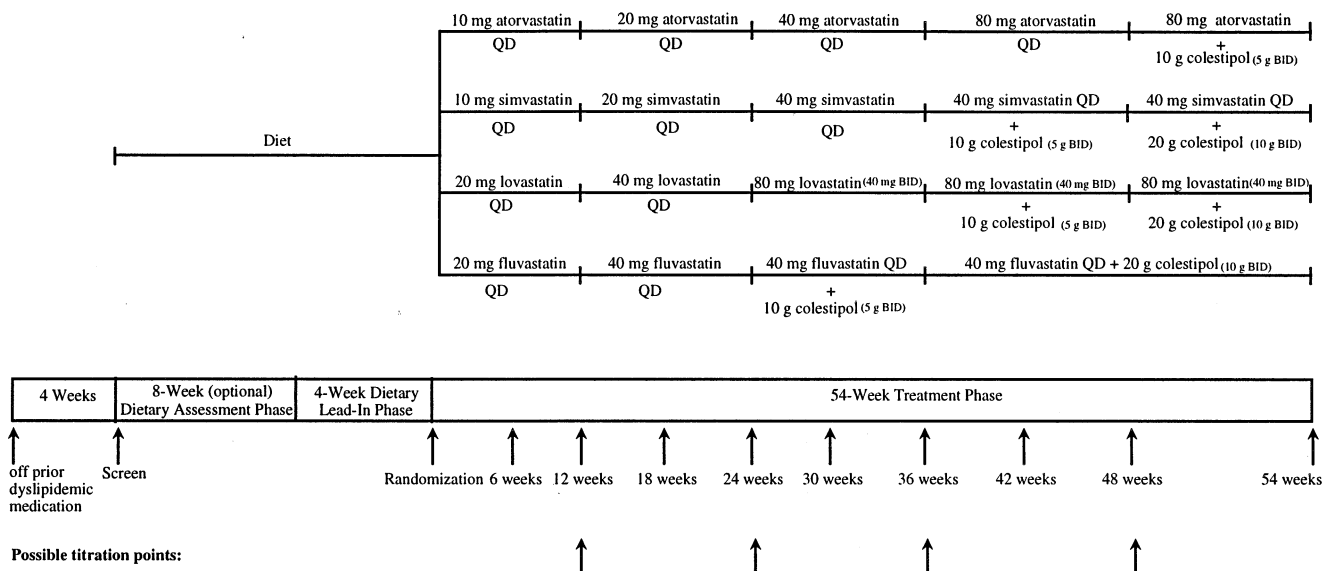 10 mg atorvastatin 20 mg atorvastatin 40 mg atorvastatin 80 mg atorvastatin 80 mg atorvastatin
QD QD QD QD +
10 g colestipol (5 g BID)
10 mg simvastatin 20 mg simvastatin 40 mg simvastatin 40 mg simvastatin QD 40 mg simvastatin QD
QD QD QD + +
10 g colestipol (5 g BID) 20 g colestipol (10 g BID)
Diet
20 mg lovastatin 40 mg lovastatin 80 mg lovastatin (40 mg BID) 80 mg lovastatin (40 mg BID) 80 mg lovastatin (40 mg BID)
QD QD + +
10 g colestipol (5 g BID) 20 g colestipol (10 g BID)
20 mg fluvastatin 40 mg fluvastatin 40 mg fluvastatin QD 40 mg fluvastatin QD + 20 g colestipol (10 g BID)
QD QD +
10 g colestipol (5 g BID)
4 Weeks
8-Week (optional)
Dietary Assessment Phase
4-Week Dietary
Lead-In Phase
54-Week Treatment Phase
off prior
dyslipidemic
medication
Screen
Randomization 6 weeks 12 weeks 18 weeks 24 weeks 30 weeks 36 weeks 42 weeks 48 weeks 54 weeks
Possible titration points: